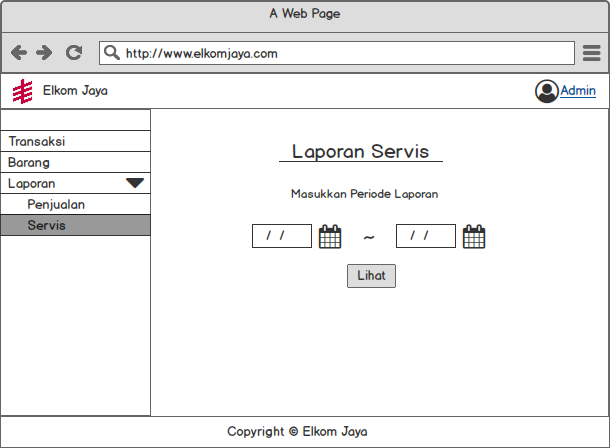 A Web Page
http://www.elkomjaya.com
Elkom Jaya
Admin
Transaksi
Barang
Laporan
Penjualan
Servis
Laporan Servis
Masukkan Periode Laporan
/ / ~ / /
Lihat
Copyright © Elkom Jaya